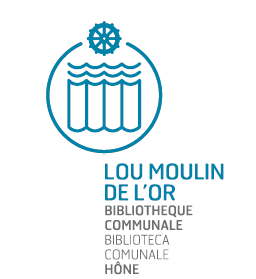 LOU MOULIN
DE L'OR
BIBLIOTHEQUE
COMMUNALE
BIBLIOTECA
COMUNALE
HÔNE